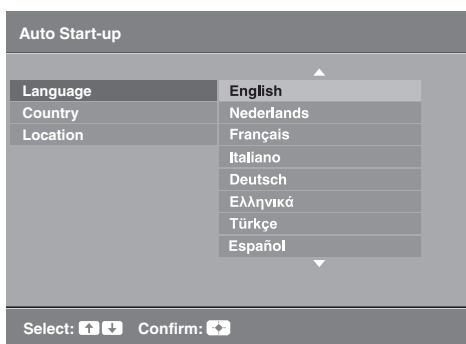 Auto Start-up
Language
English
Country
Nederlands
Location
Français
Italiano
Deutsch
Ελληνικά
Türkçe
Español
Select: Confirm: